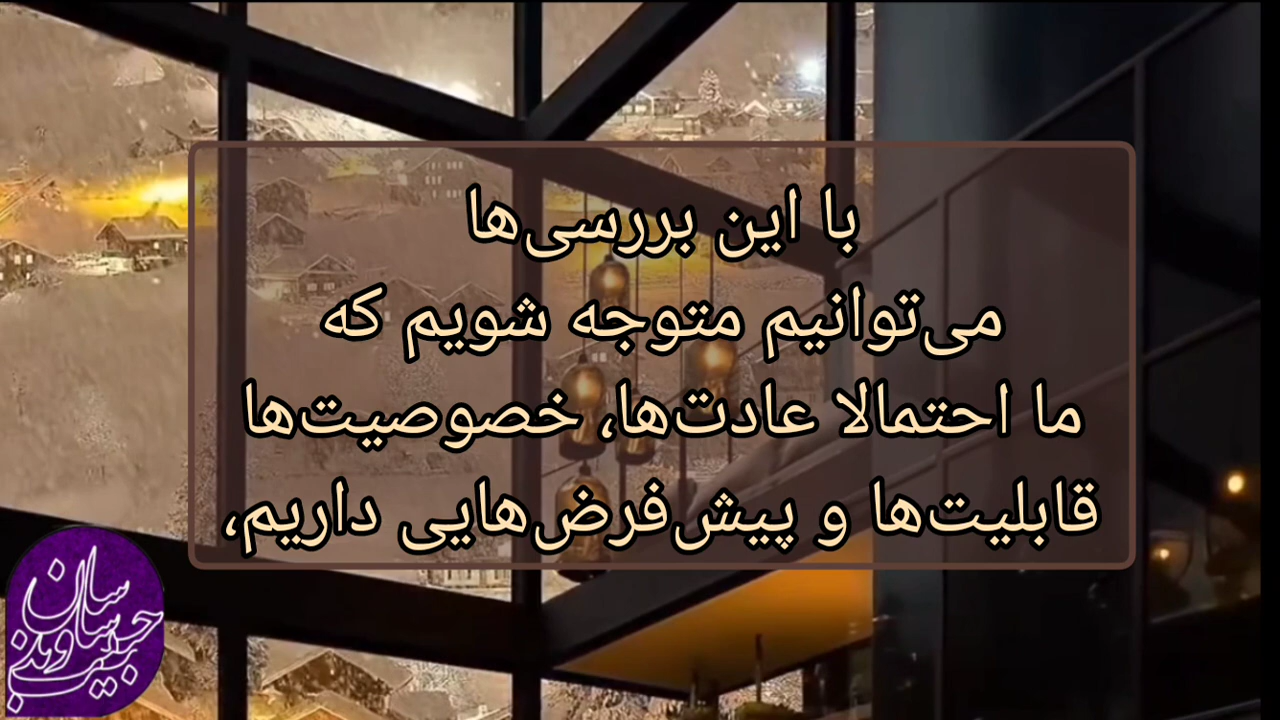 با این بررسی‌ها
می‌توانیم متوجه شویم که
ما احتمالا عادت‌ها، خصوصیت‌ها
قابلیت‌ها و پیش‌فرض‌هایی داریم،